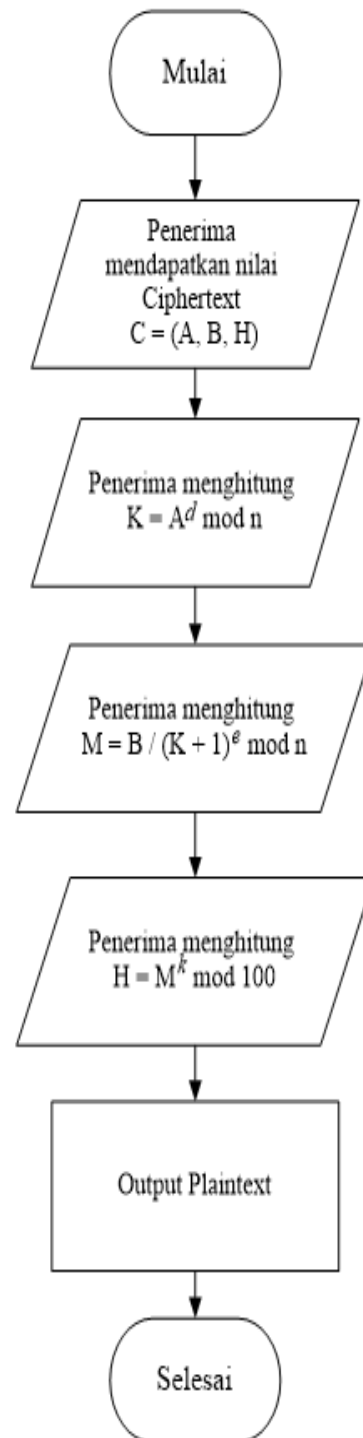 Mulai
Penerima
mendapatkan nilai
Ciphertext
C = (A, B, H)
Penerima menghitung
K = A^d mod n
Penerima menghitung
M = B / (K + 1)^e mod n
Penerima menghitung
H = M^k mod 100
Output Plaintext
Selesai